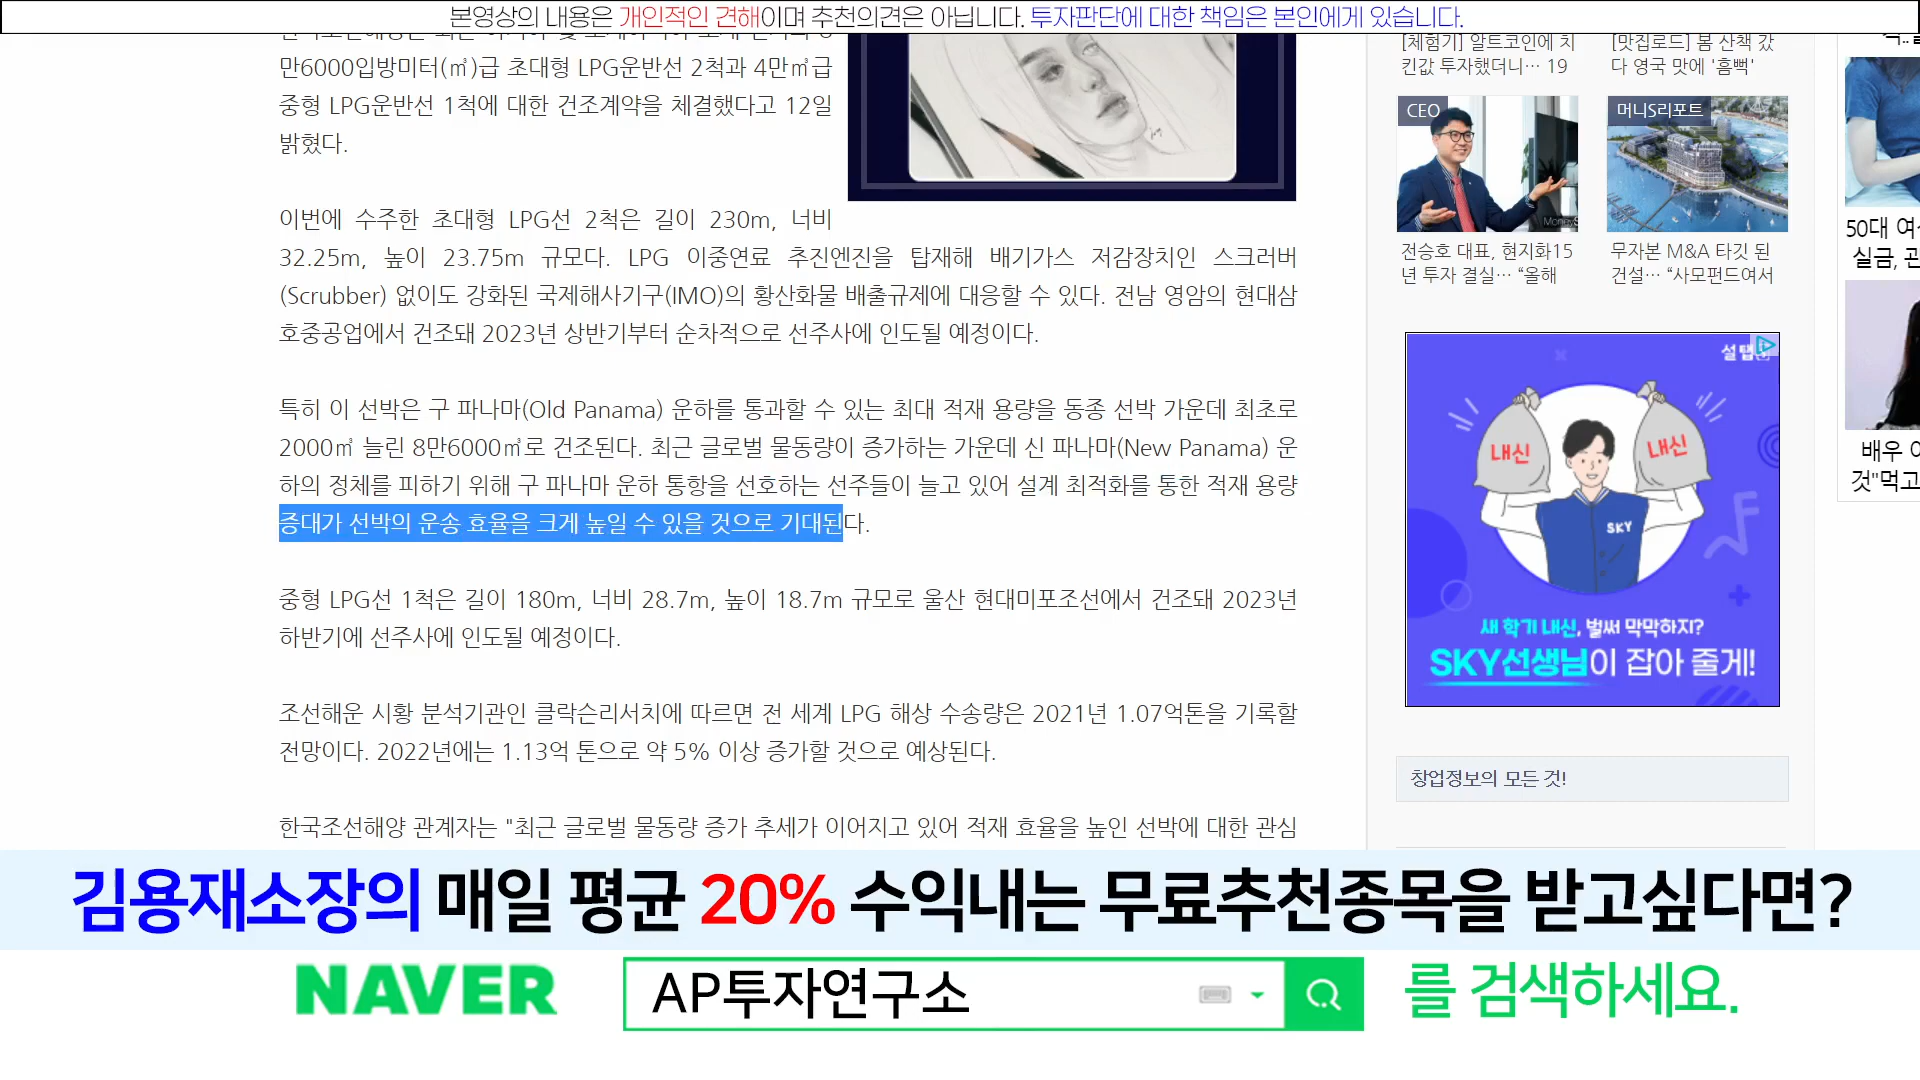 본영상의 내용은 개인적인 견해이며 추천의견은 아닙니다. 투자판단에 대한 책임은 본인에게 있습니다.
만6000입방미터(㎥)급 초대형 LPG운반선 2척과 4만㎥급
중형 LPG운반선 1척에 대한 건조계약을 체결했다고 12일
밝혔다.
이번에 수주한 초대형 LPG선 2척은 길이 230m, 너비
32.25m, 높이 23.75m 규모다. LPG 이중연료 추진엔진을 탑재해 배기가스 저감장치인 스크러버
(Scrubber) 없이도 강화된 국제해사기구(IMO)의 황산화물 배출규제에 대응할 수 있다. 전남 영암의 현대삼
호중공업에서 건조돼 2023년 상반기부터 순차적으로 선주사에 인도될 예정이다.
특히 이 선박은 구 파나마(Old Panama) 운하를 통과할 수 있는 최대 적재 용량을 동종 선박 가운데 최초로
2000㎥ 늘린 8만6000㎥로 건조된다. 최근 글로벌 물동량이 증가하는 가운데 신 파나마(New Panama) 운
하의 정체를 피하기 위해 구 파나마 운하 통항을 선호하는 선주들이 늘고 있어 설계 최적화를 통한 적재 용량
증대가 선박의 운송 효율을 크게 높일 수 있을 것으로 기대된다.
중형 LPG선 1척은 길이 180m, 너비 28.7m, 높이 18.7m 규모로 울산 현대미포조선에서 건조돼 2023년
하반기에 선주사에 인도될 예정이다.
조선해운 시황 분석기관인 클락슨리서치에 따르면 전 세계 LPG 해상 수송량은 2021년 1.07억톤을 기록할
전망이다. 2022년에는 1.13억 톤으로 약 5% 이상 증가할 것으로 예상된다.
한국조선해양 관계자는 "최근 글로벌 물동량 증가 추세가 이어지고 있어 적재 효율을 높인 선박에 대한 관심
[체험기] 알트코인에 치
킨값 투자했더니… 19
[맛집로드] 봄 산책 갔
다 영국 맛에 '흠뻑'
CEO
머니S리포트
전승호 대표, 현지화15
년 투자 결실… “올해
무자본 M&A 타깃 된
건설… “사모펀드여서
설탭
내신
내신
SKY
새 학기 내신, 벌써 막막하지?
SKY선생님이 잡아 줄게!
창업정보의 모든 것!
50대 여
실금,
배우
것"먹고
김용재소장의 매일 평균 20% 수익내는 무료추천종목을 받고싶다면?
NAVER AP투자연구소 를 검색하세요.